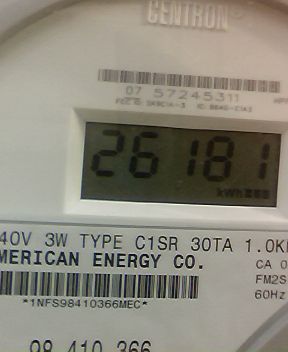 CENTRON®
07 57245311
26181
kWh
40V 3W TYPE C1SR 30TA 1.0K
MERICAN ENERGY CO.
CA 0
FM2S
60Hz
*1NFS98410366MEC*
98 410 366